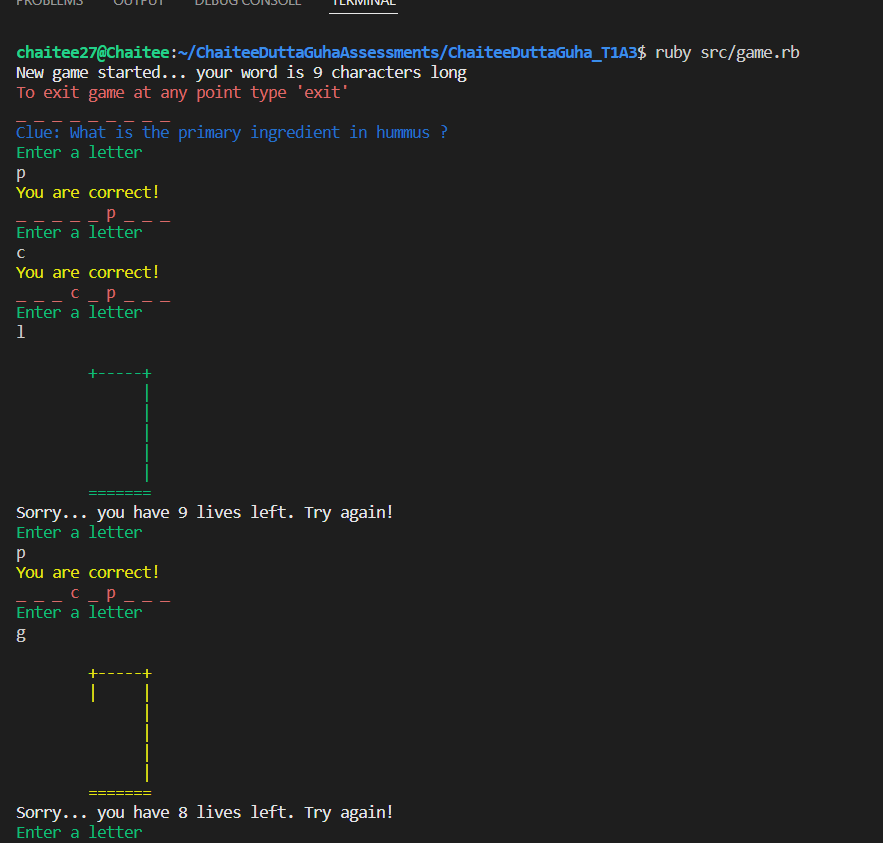 PROBLEMS OUTPUT DEBUG CONSOLE TERMINAL
chaitee27@Chaitee:~/ChaiteeDuttaGuhaAssessments/ChaiteeDuttaGuha_T1A3$ ruby src/game.rb
New game started... your word is 9 characters long
To exit game at any point type 'exit'
_ _ _ _ _ _ _ _ _
Clue: What is the primary ingredient in hummus ?
Enter a letter
p
You are correct!
_ _ _ _ _ p _ _ _
Enter a letter
c
You are correct!
_ _ _ c _ p _ _ _
Enter a letter
l
+-----+
|
|
|
|
|
=======
Sorry... you have 9 lives left. Try again!
Enter a letter
p
You are correct!
_ _ _ c _ p _ _ _
Enter a letter
g
+-----+
|     |
|
|
|
|
=======
Sorry... you have 8 lives left. Try again!
Enter a letter